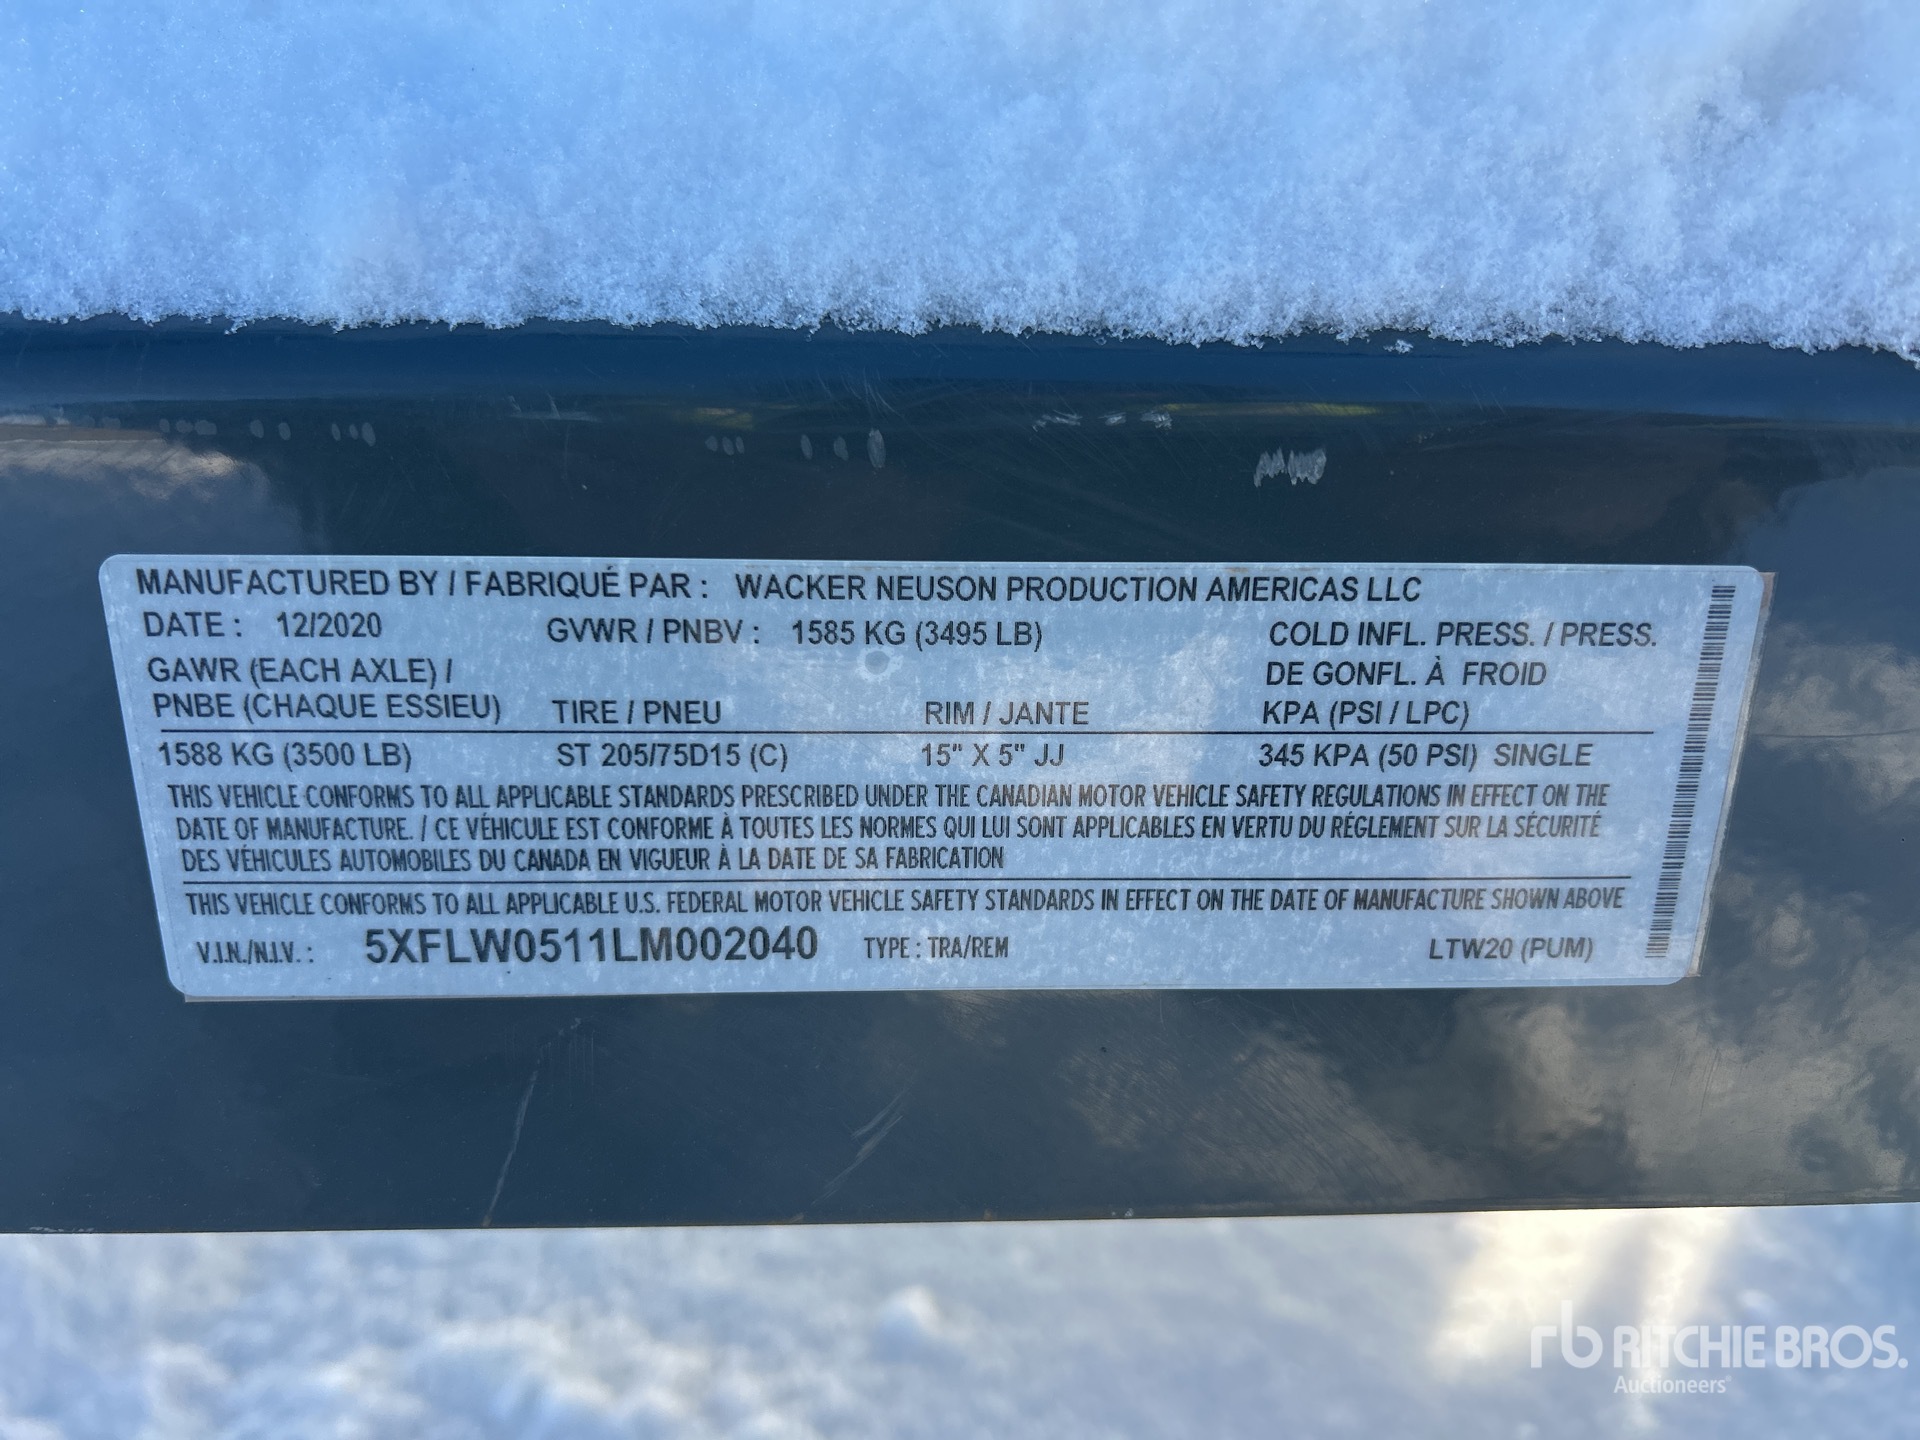 MANUFACTURED BY / FABRIQUÉ PAR : WACKER NEUSON PRODUCTION AMERICAS LLC
DATE : 12/2020 GVWR / PNBV : 1585 KG (3495 LB) COLD INFL. PRESS. / PRESS.
GAWR (EACH AXLE) / DE GONFL. À FROID
PNBE (CHAQUE ESSIEU) TIRE / PNEU RIM / JANTE KPA (PSI / LPC)
1588 KG (3500 LB) ST 205/75D15 (C) 15" X 5" JJ 345 KPA (50 PSI) SINGLE
THIS VEHICLE CONFORMS TO ALL APPLICABLE STANDARDS PRESCRIBED UNDER THE CANADIAN MOTOR VEHICLE SAFETY REGULATIONS IN EFFECT ON THE
DATE OF MANUFACTURE. / CE VÉHICULE EST CONFORME À TOUTES LES NORMES QUI LUI SONT APPLICABLES EN VERTU DU RÉGLEMENT SUR LA SÉCURITÉ
DES VÉHICULES AUTOMOBILES DU CANADA EN VIGUEUR À LA DATE DE SA FABRICATION
THIS VEHICLE CONFORMS TO ALL APPLICABLE U.S. FEDERAL MOTOR VEHICLE SAFETY STANDARDS IN EFFECT ON THE DATE OF MANUFACTURE SHOWN ABOVE
V.I.N./N.I.V. : 5XFLW0511LM002040 TYPE : TRA/REM LTW20 (PUM)
rb RITCHIE BROS.
Auctioneers